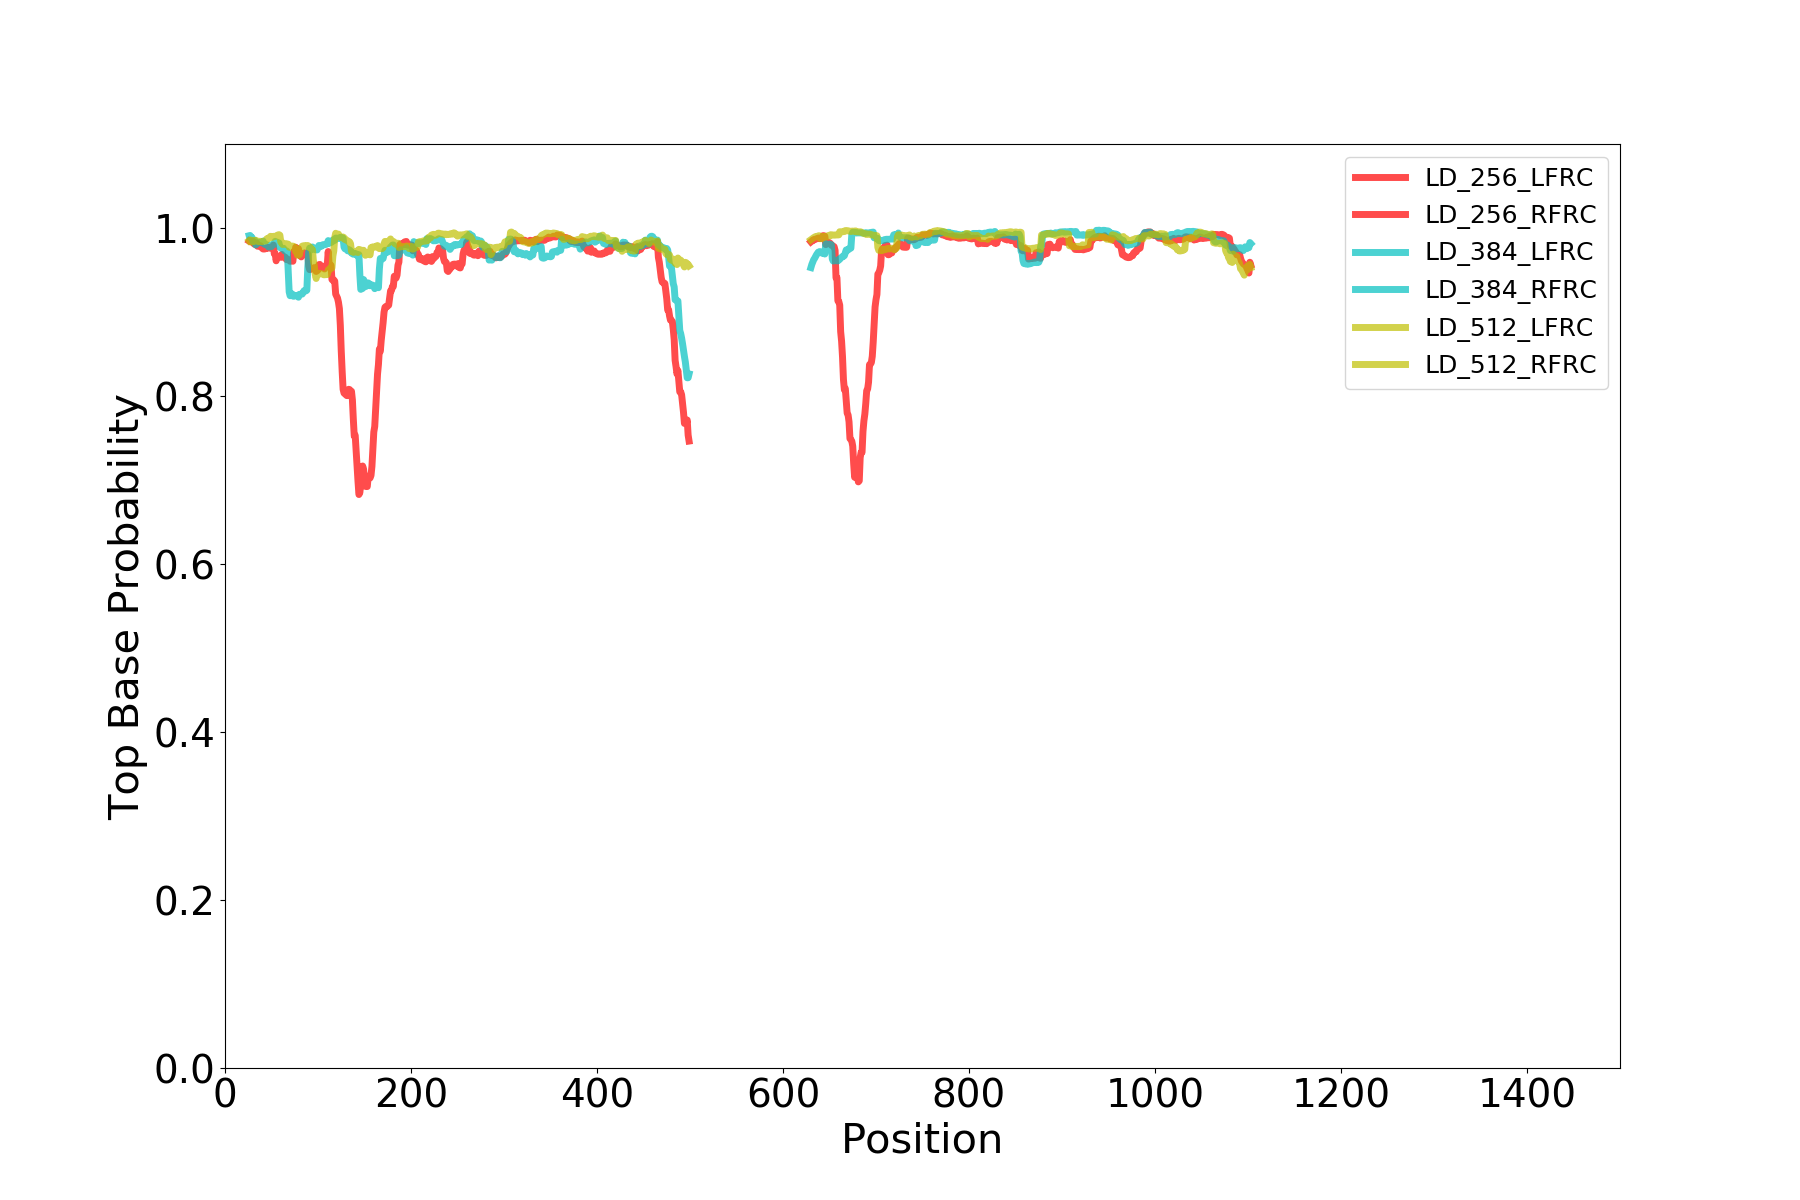 LD_256_LFRC
LD_256_RFRC
LD_384_LFRC
LD_384_RFRC
LD_512_LFRC
LD_512_RFRC
Top Base Probability
1.0
0.8
0.6
0.4
0.2
0.0
0 200 400 600 800 1000 1200 1400
Position